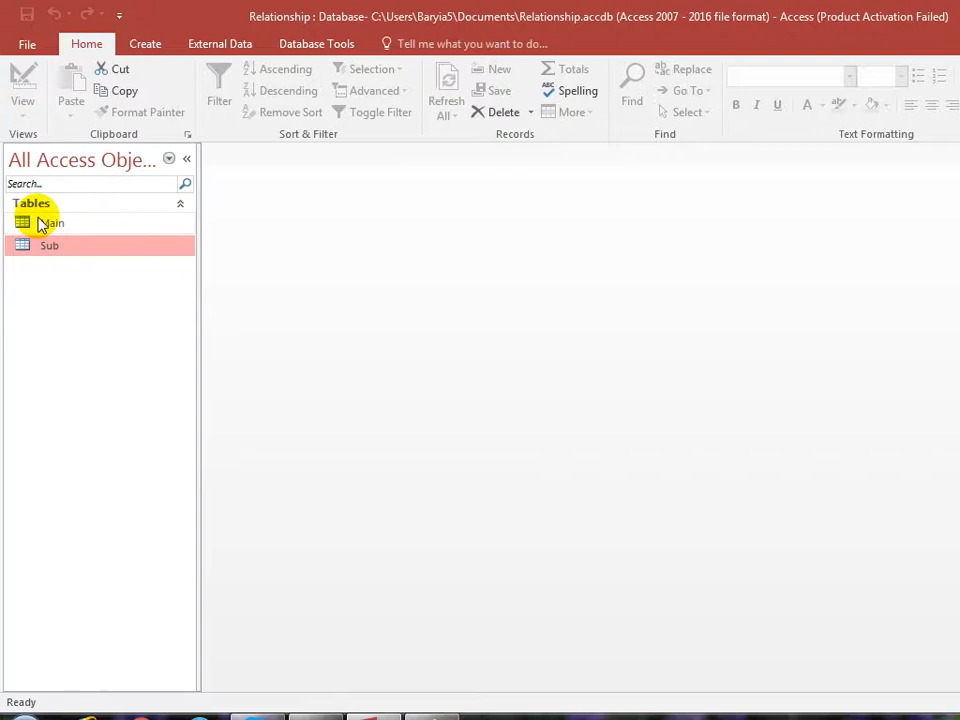 Relationship : Database- C:\Users\Baryia5\Documents\Relationship.accdb (Access 2007 - 2016 file format) - Access (Product Activation Failed)
File Home Create External Data Database Tools Tell me what you want to do...
View Paste Cut Copy Format Painter Filter Ascending Descending Remove Sort Selection Advanced Toggle Filter Refresh All New Save Delete Totals Spelling More Find Replace Go To Select B I U A
Views Clipboard Sort & Filter Records Find Text Formatting
All Access Obje...
Search...
Tables
Main
Sub
Ready